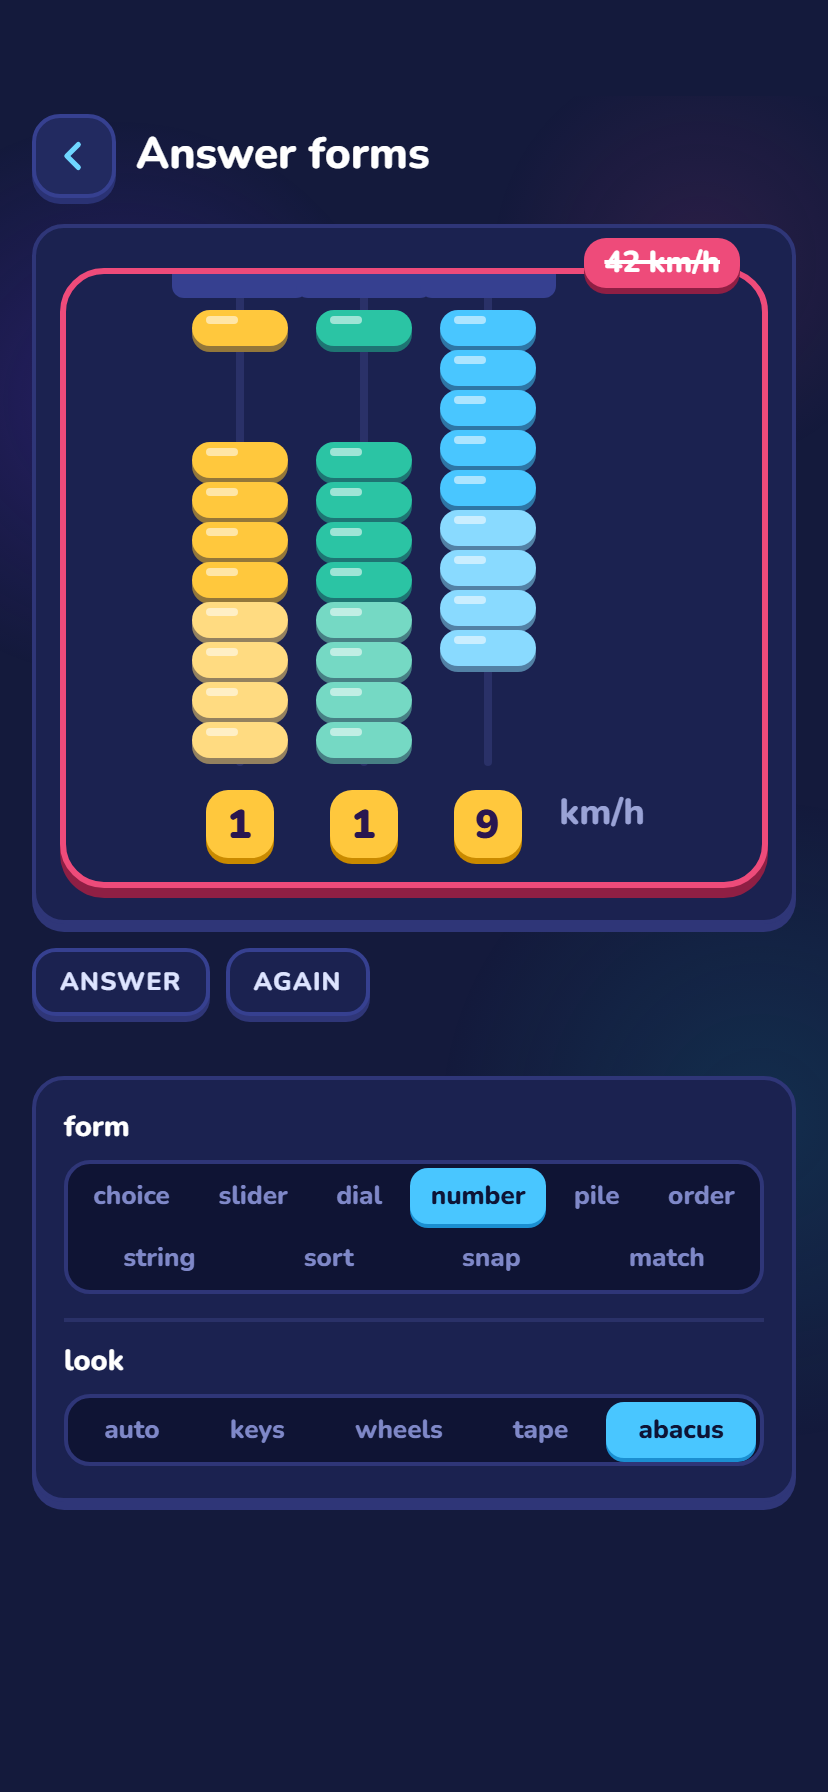 Answer forms
42 km/h
1 1 9 km/h
ANSWER AGAIN
form
choice slider dial number pile order
string sort snap match
look
auto keys wheels tape abacus